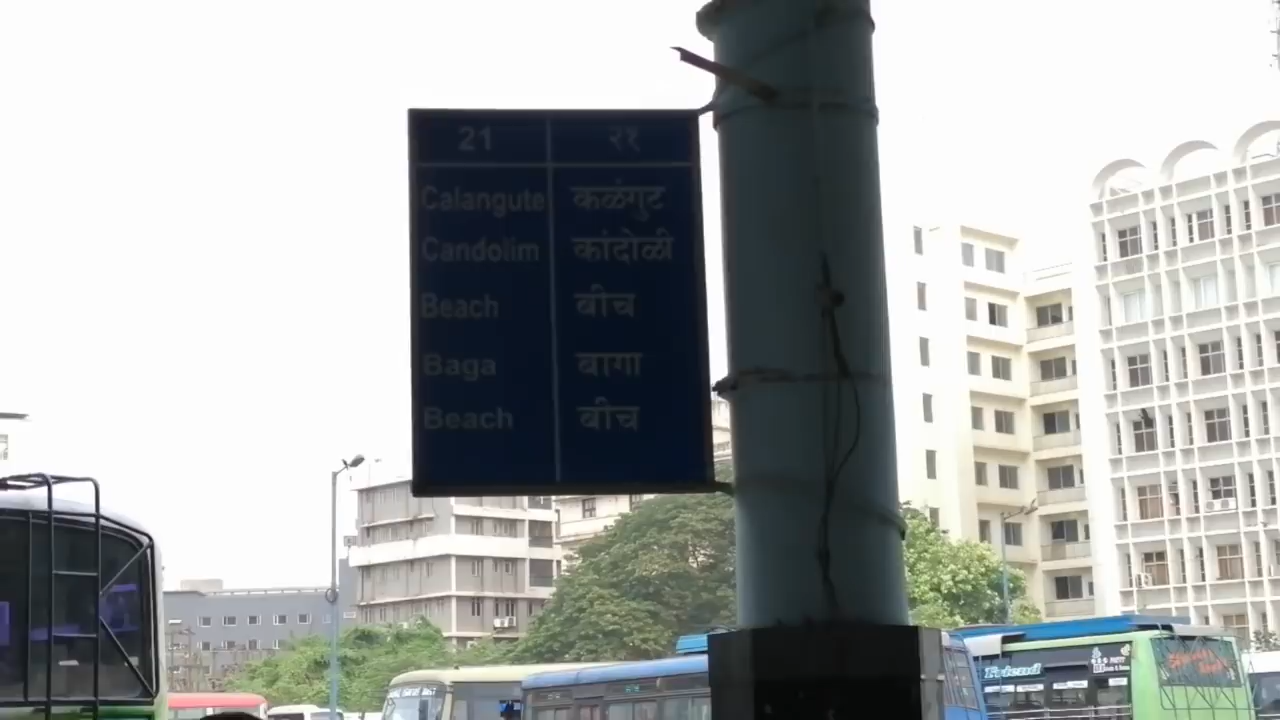 21 २१
Calangute कळंगुट
Candolim कांदोळी
Beach बीच
Baga बागा
Beach बीच
Friend